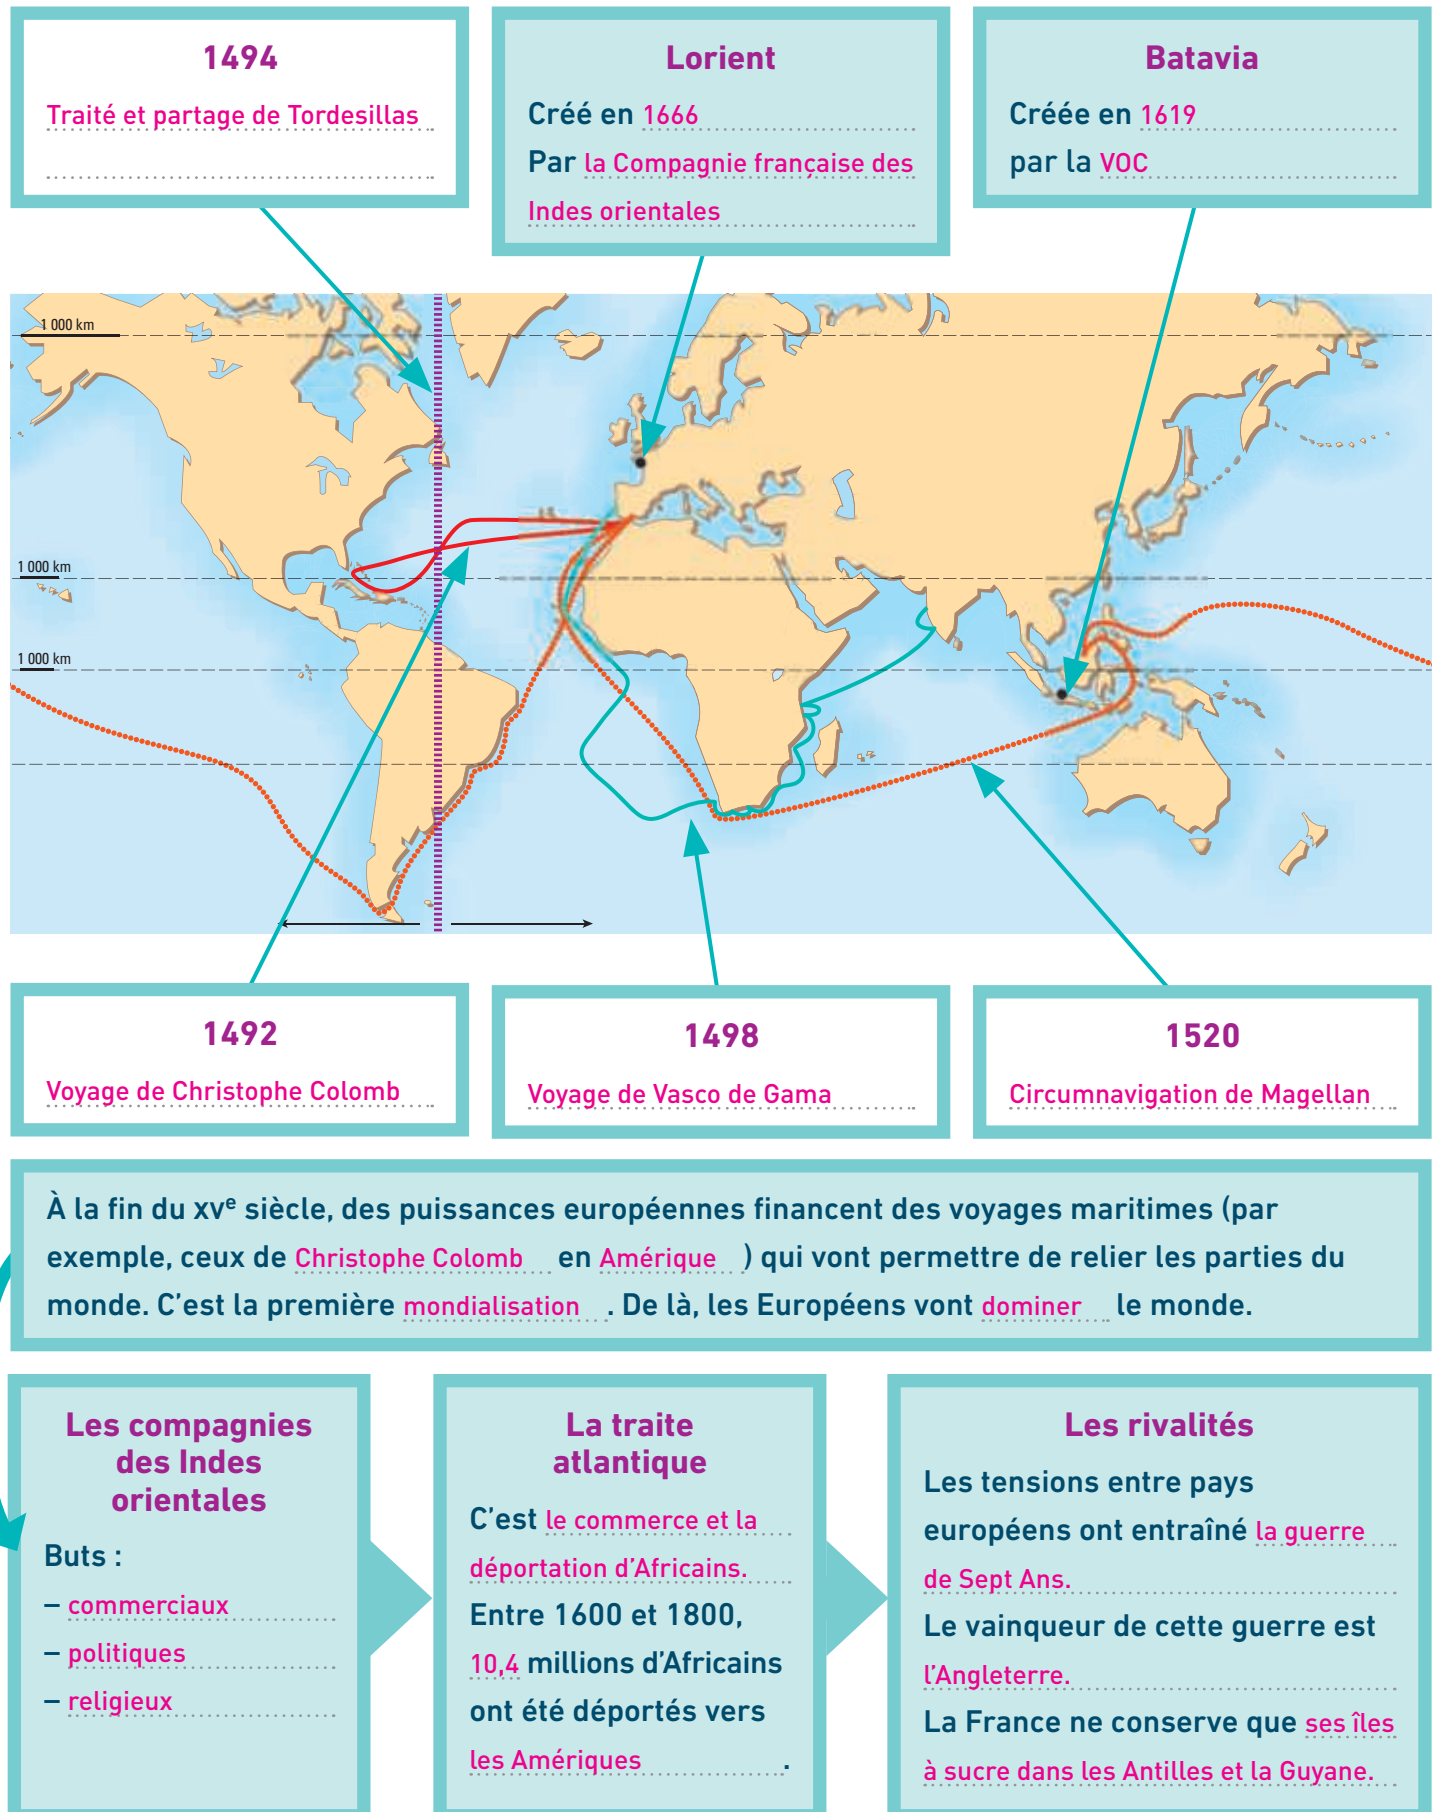 1494
Traité et partage de Tordesillas
Lorient
Créé en 1666
Par la Compagnie française des
Indes orientales
Batavia
Créée en 1619
par la VOC
1 000 km
1 000 km
1 000 km
1492
Voyage de Christophe Colomb
1498
Voyage de Vasco de Gama
1520
Circumnavigation de Magellan
À la fin du XVe siècle, des puissances européennes financent des voyages maritimes (par
exemple, ceux de Christophe Colomb en Amérique ) qui vont permettre de relier les parties du
monde. C'est la première mondialisation . De là, les Européens vont dominer le monde.
Les compagnies
des Indes
orientales
Buts :
– commerciaux
– politiques
– religieux
La traite
atlantique
C'est le commerce et la
déportation d'Africains.
Entre 1600 et 1800,
10,4 millions d'Africains
ont été déportés vers
les Amériques .
Les rivalités
Les tensions entre pays
européens ont entraîné la guerre
de Sept Ans.
Le vainqueur de cette guerre est
l'Angleterre.
La France ne conserve que ses îles
à sucre dans les Antilles et la Guyane.